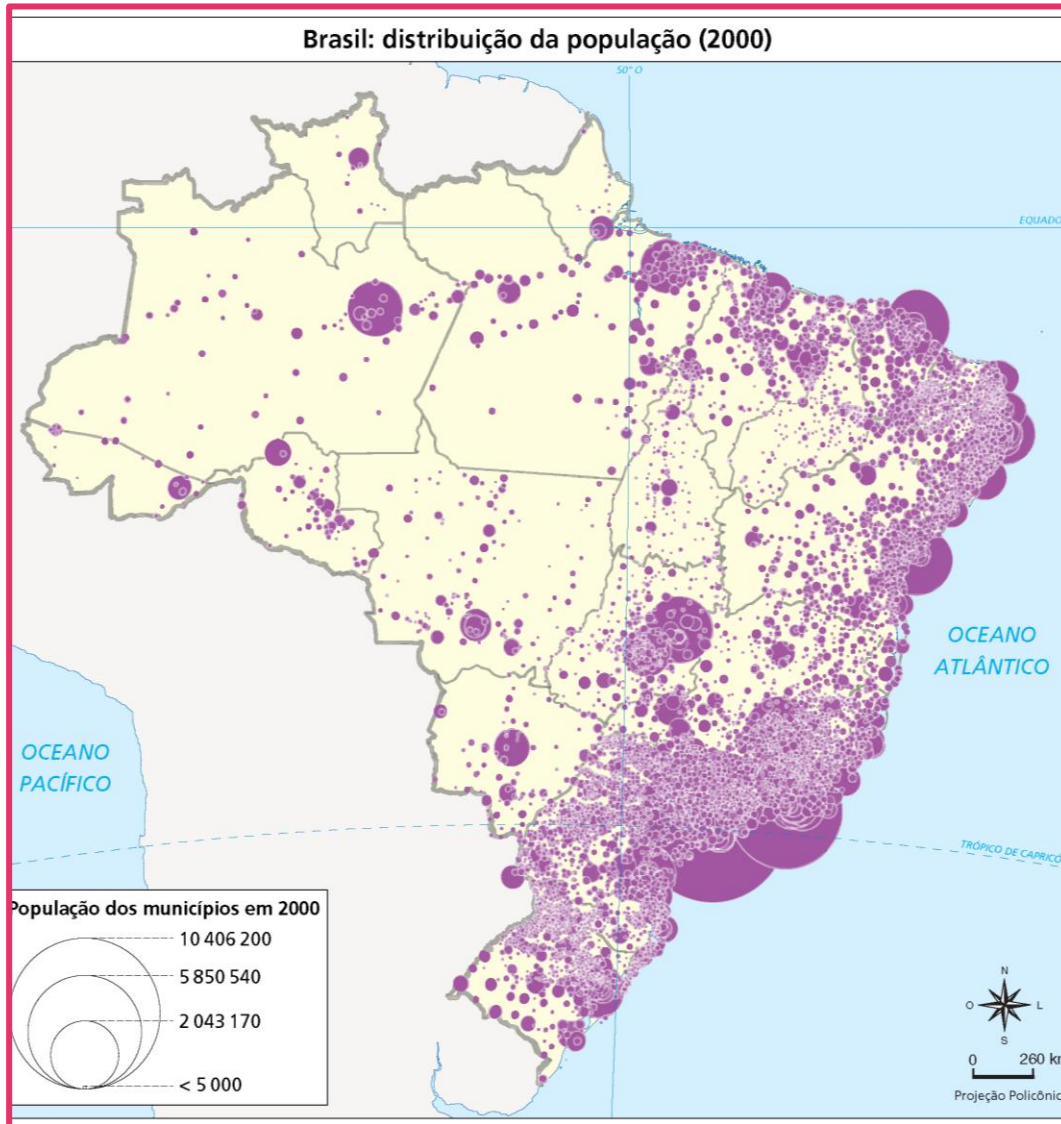 Brasil: distribuição da população (2000)
50° O
EQUADO
OCEANO
ATLÂNTICO
OCEANO
PACÍFICO
TRÓPICO DE CAPRICÓ
População dos municípios em 2000
10 406 200
5 850 540
2 043 170
< 5 000
N
O
L
S
0 260 km
Projeção Policônic